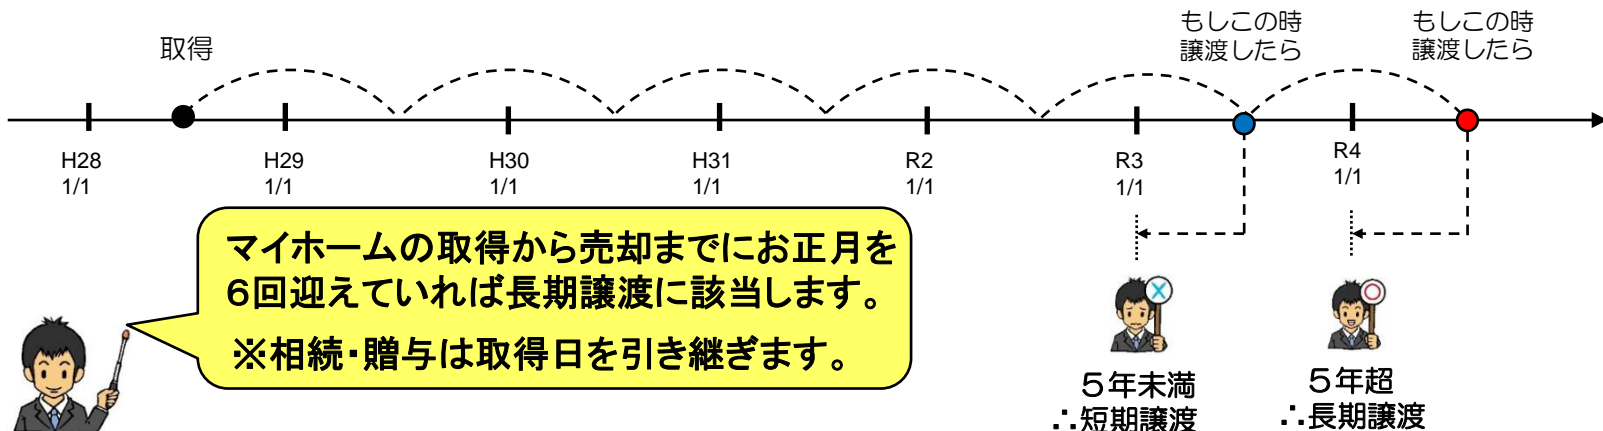 取得
もしこの時
譲渡したら
もしこの時
譲渡したら
H28
1/1
H29
1/1
H30
1/1
H31
1/1
R2
1/1
R3
1/1
R4
1/1
マイホームの取得から売却までにお正月を
６回迎えていれば長期譲渡に該当します。
※相続・贈与は取得日を引き継ぎます。
５年未満
∴短期譲渡
５年超
∴長期譲渡